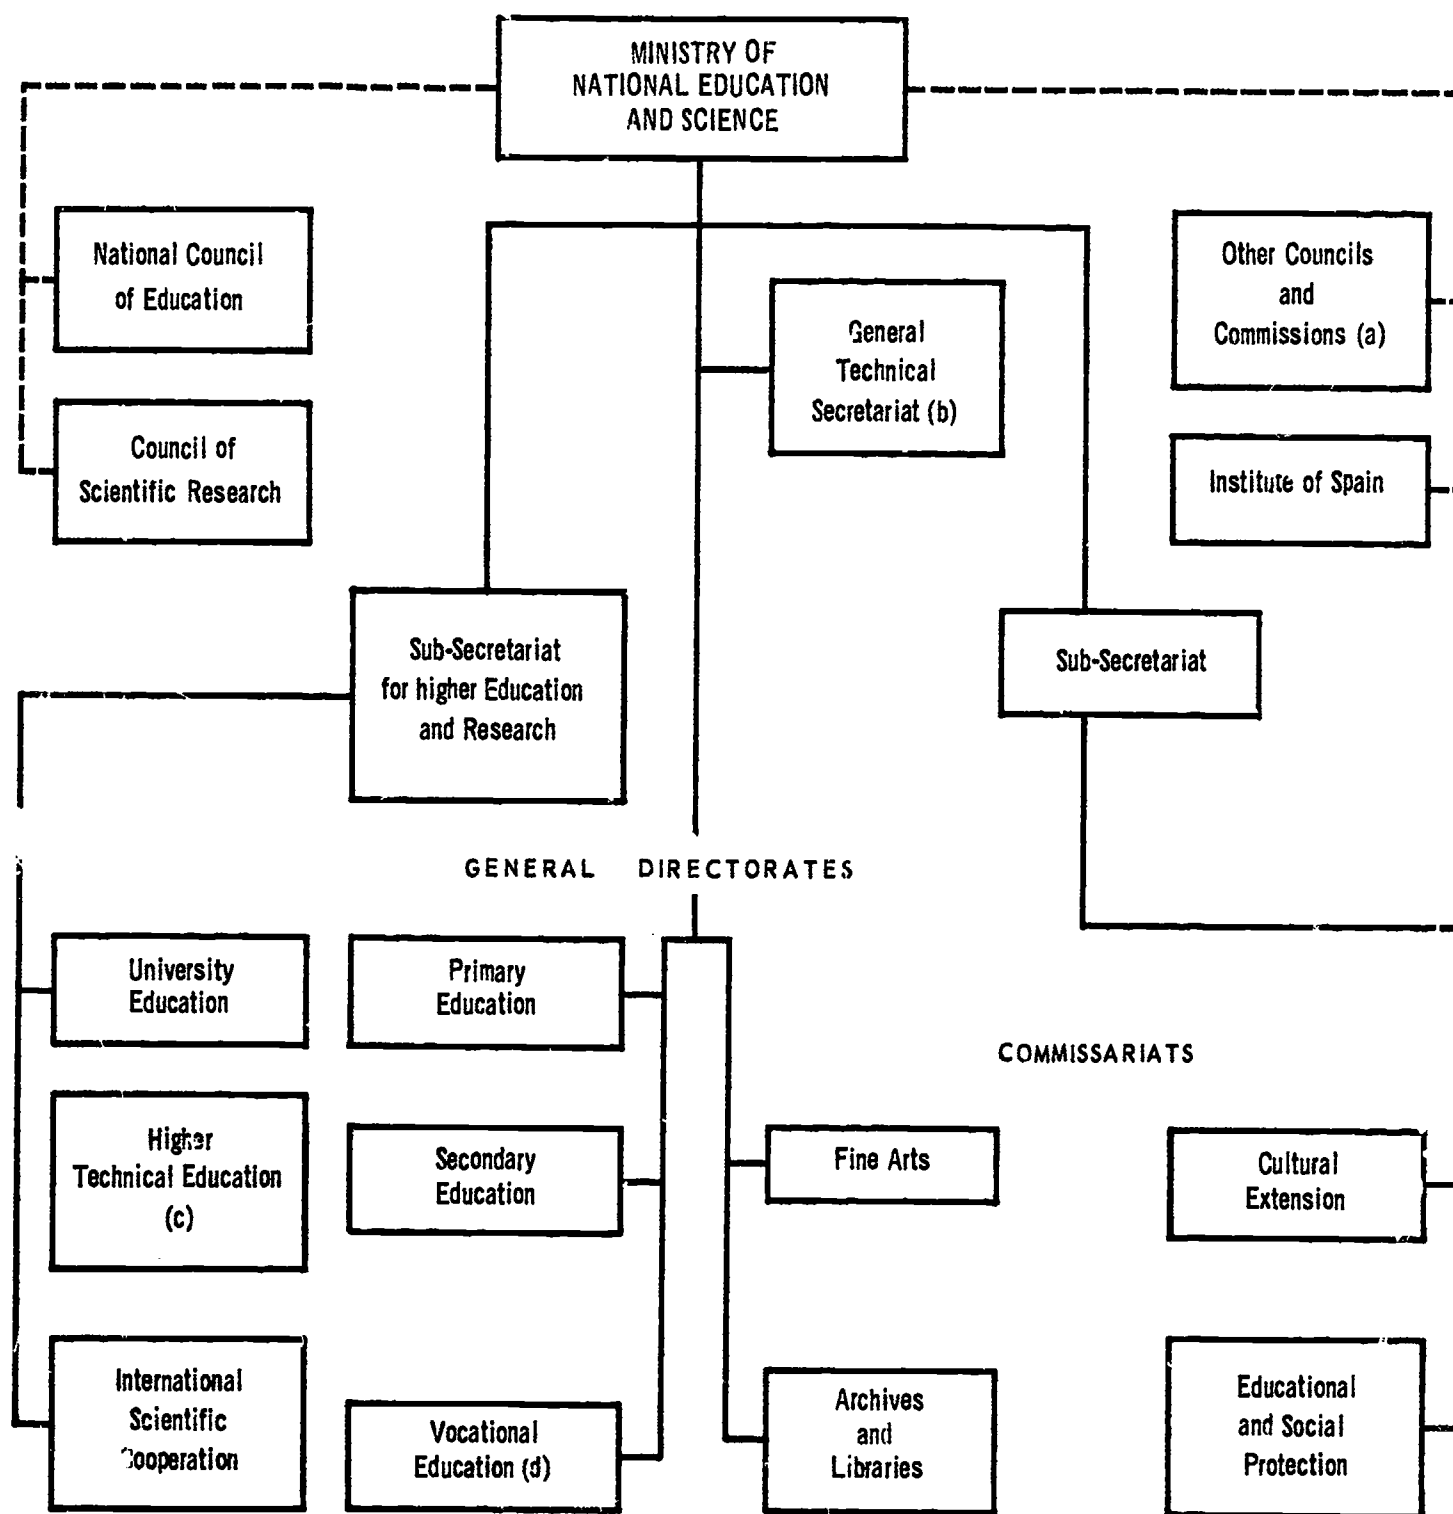 MINISTRY OF
NATIONAL EDUCATION
AND SCIENCE
National Council
of Education
Other Councils
and
Commissions (a)
General
Technical
Secretariat (b)
Council of
Scientific Research
Institute of Spain
Sub-Secretariat
for higher Education
and Research
Sub-Secretariat
GENERAL DIRECTORATES
University
Education
Primary
Education
COMMISSARIATS
Higher
Technical Education
(c)
Secondary
Education
Fine Arts
Cultural
Extension
International
Scientific
Cooperation
Vocational
Education (d)
Archives
and
Libraries
Educational
and Social
Protection